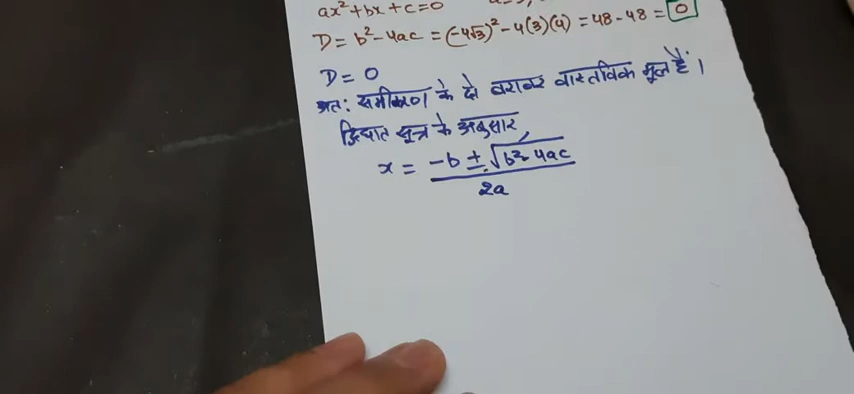 ax²+bx+c=0
D = b²-4ac = (-4√3)² - 4(3)(4) = 48-48 = 0
D = 0
अतः समीकरण के दो बराबर वास्तविक मूल हैं।
द्विघात सूत्र के अनुसार,
x = (-b ± √(b²-4ac)) / 2a